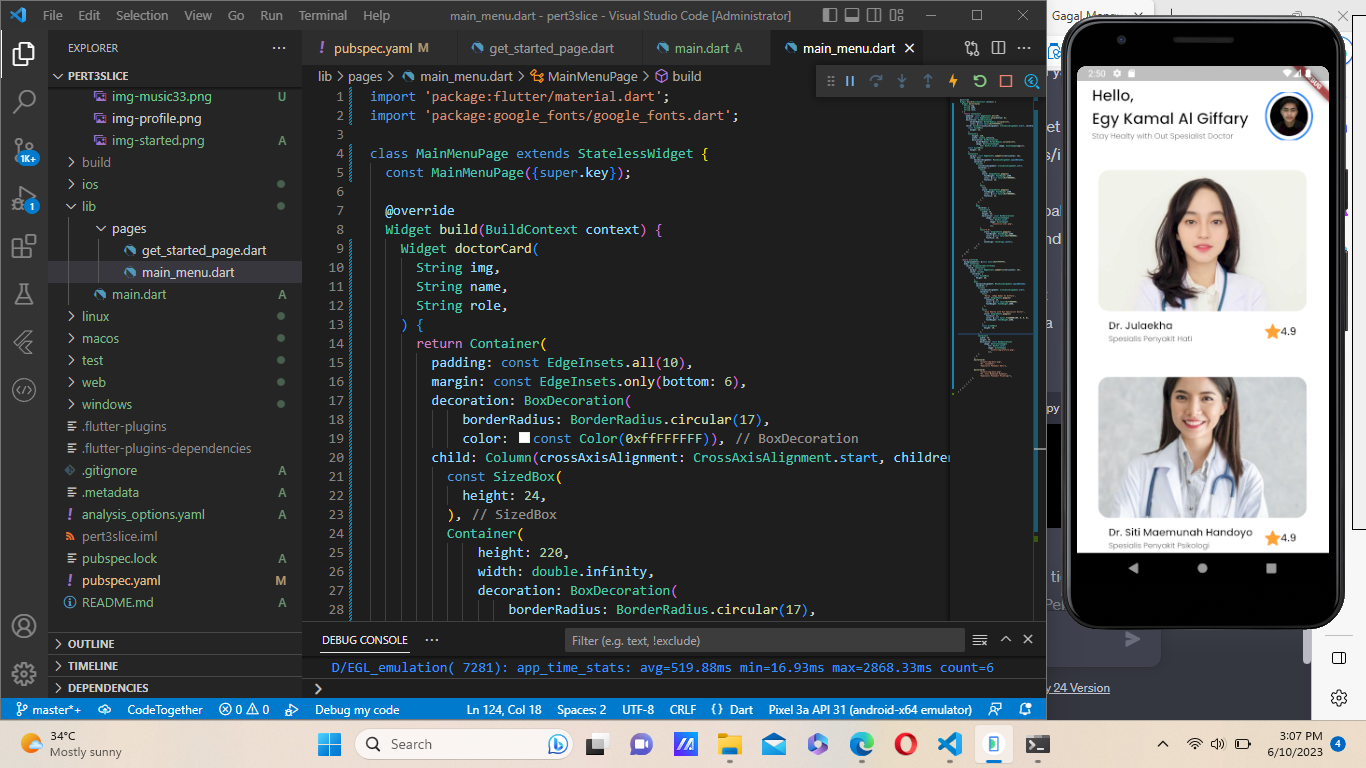 File Edit Selection View Go Run Terminal Help
main_menu.dart - pert3slice - Visual Studio Code [Administrator]
EXPLORER
PERT3SLICE
img-music33.png U
img-profile.png
img-started.png A
build
ios
lib
pages
get_started_page.dart
main_menu.dart
main.dart A
linux
macos
test
web
windows
.flutter-plugins
.flutter-plugins-dependencies
.gitignore A
.metadata A
analysis_options.yaml A
pert3slice.iml
pubspec.lock A
pubspec.yaml M
README.md A
OUTLINE
TIMELINE
DEPENDENCIES
1K+
1
pubspec.yaml M
get_started_page.dart
main.dart A
main_menu.dart
lib > pages > main_menu.dart > MainMenuPage > build
1 import 'package:flutter/material.dart';
2 import 'package:google_fonts/google_fonts.dart';
3
4 class MainMenuPage extends StatelessWidget {
5 const MainMenuPage({super.key});
6
7 @override
8 Widget build(BuildContext context) {
9 Widget doctorCard(
10 String img,
11 String name,
12 String role,
13 ) {
14 return Container(
15 padding: const EdgeInsets.all(10),
16 margin: const EdgeInsets.only(bottom: 6),
17 decoration: BoxDecoration(
18 borderRadius: BorderRadius.circular(17),
19 color: const Color(0xffFFFFFF)), // BoxDecoration
20 child: Column(crossAxisAlignment: CrossAxisAlignment.start, children
21 const SizedBox(
22 height: 24,
23 ), // SizedBox
24 Container(
25 height: 220,
26 width: double.infinity,
27 decoration: BoxDecoration(
28 borderRadius: BorderRadius.circular(17),
DEBUG CONSOLE
Filter (e.g. text, !exclude)
D/EGL_emulation( 7281): app_time_stats: avg=519.88ms min=16.93ms max=2868.33ms count=6
master*+
CodeTogether
0 0
Debug my code
Ln 124, Col 18
Spaces: 2
UTF-8
CRLF
Dart
Pixel 3a API 31 (android-x64 emulator)
2:50
Hello,
Egy Kamal Al Giffary
Stay Healty with Out Spesialist Doctor
Dr. Julaekha
Spesialis Penyakit Hati
4.9
Dr. Siti Maemunah Handoyo
Spesialis Penyakit Psikologi
4.9
24 Version
34°C
Mostly sunny
Search
3:07 PM
6/10/2023
4